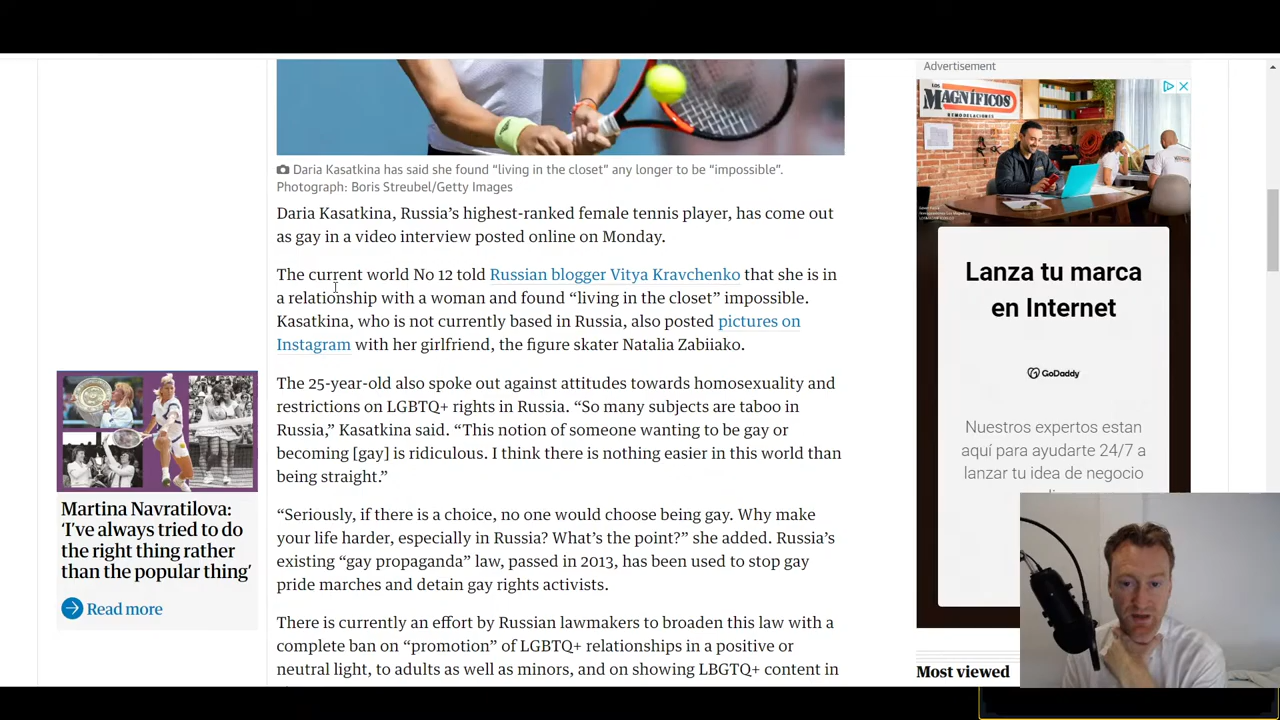 Advertisement
LOS
MAGNÍFICOS
Daria Kasatkina has said she found “living in the closet” any longer to be “impossible”.
Photograph: Boris Streubel/Getty Images
Daria Kasatkina, Russia’s highest-ranked female tennis player, has come out
as gay in a video interview posted online on Monday.
The current world No 12 told Russian blogger Vitya Kravchenko that she is in
a relationship with a woman and found “living in the closet” impossible.
Kasatkina, who is not currently based in Russia, also posted pictures on
Instagram with her girlfriend, the figure skater Natalia Zabiiako.
The 25-year-old also spoke out against attitudes towards homosexuality and
restrictions on LGBTQ+ rights in Russia. “So many subjects are taboo in
Russia,” Kasatkina said. “This notion of someone wanting to be gay or
becoming [gay] is ridiculous. I think there is nothing easier in this world than
being straight.”
“Seriously, if there is a choice, no one would choose being gay. Why make
your life harder, especially in Russia? What’s the point?” she added. Russia’s
existing “gay propaganda” law, passed in 2013, has been used to stop gay
pride marches and detain gay rights activists.
There is currently an effort by Russian lawmakers to broaden this law with a
complete ban on “promotion” of LGBTQ+ relationships in a positive or
neutral light, to adults as well as minors, and on showing LBGTQ+ content in
Martina Navratilova:
‘I’ve always tried to do
the right thing rather
than the popular thing’
Read more
Lanza tu marca
en Internet
GoDaddy
Nuestros expertos estan
aquí para ayudarte 24/7 a
lanzar tu idea de negocio
Most viewed